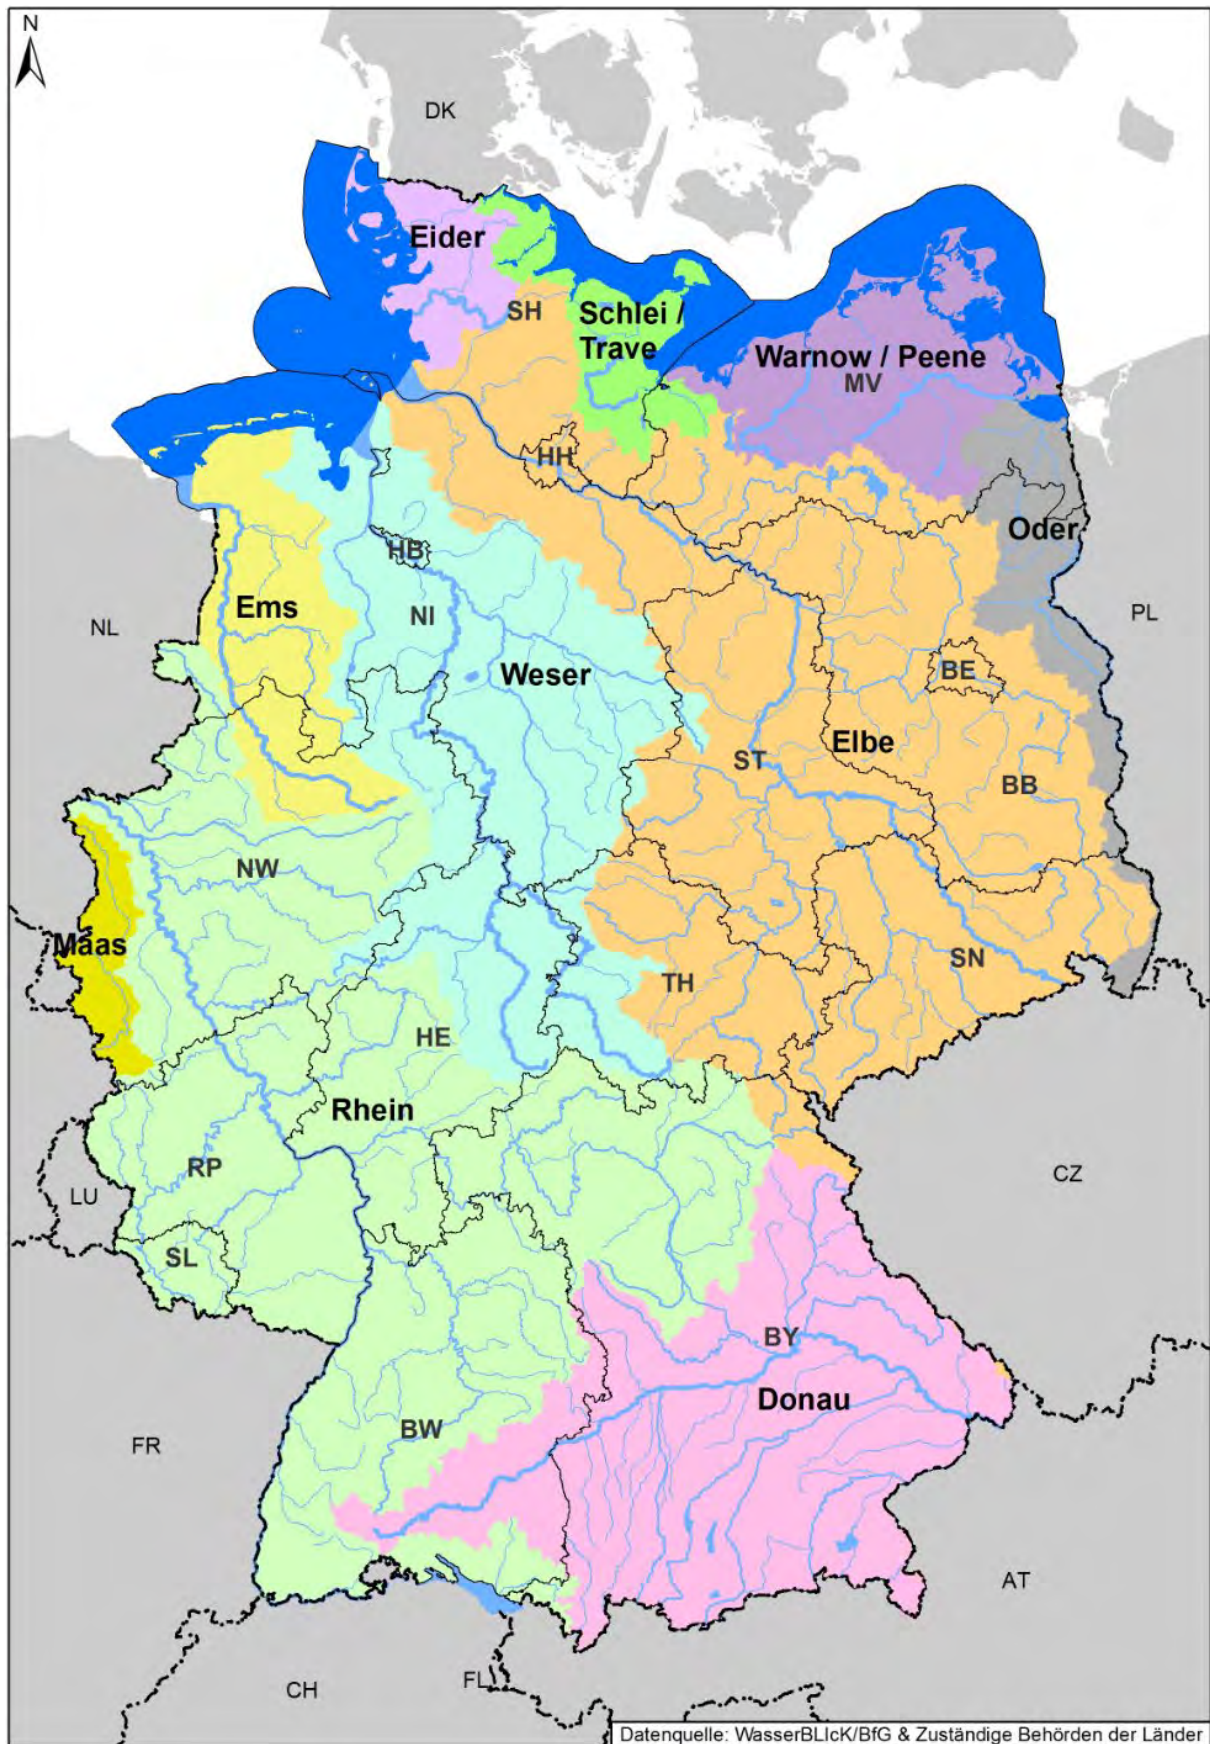 N
DK
Eider
SH
Schlei /
Trave
Warnow / Peene
MV
HH
Oder
HB
NL
Ems
NI
PL
Weser
BE
Elbe
ST
BB
NW
Maas
SN
TH
HE
Rhein
RP
CZ
LU
SL
BY
Donau
BW
FR
AT
FL
CH
Datenquelle: WasserBLIcK/BfG & Zuständige Behörden der Länder